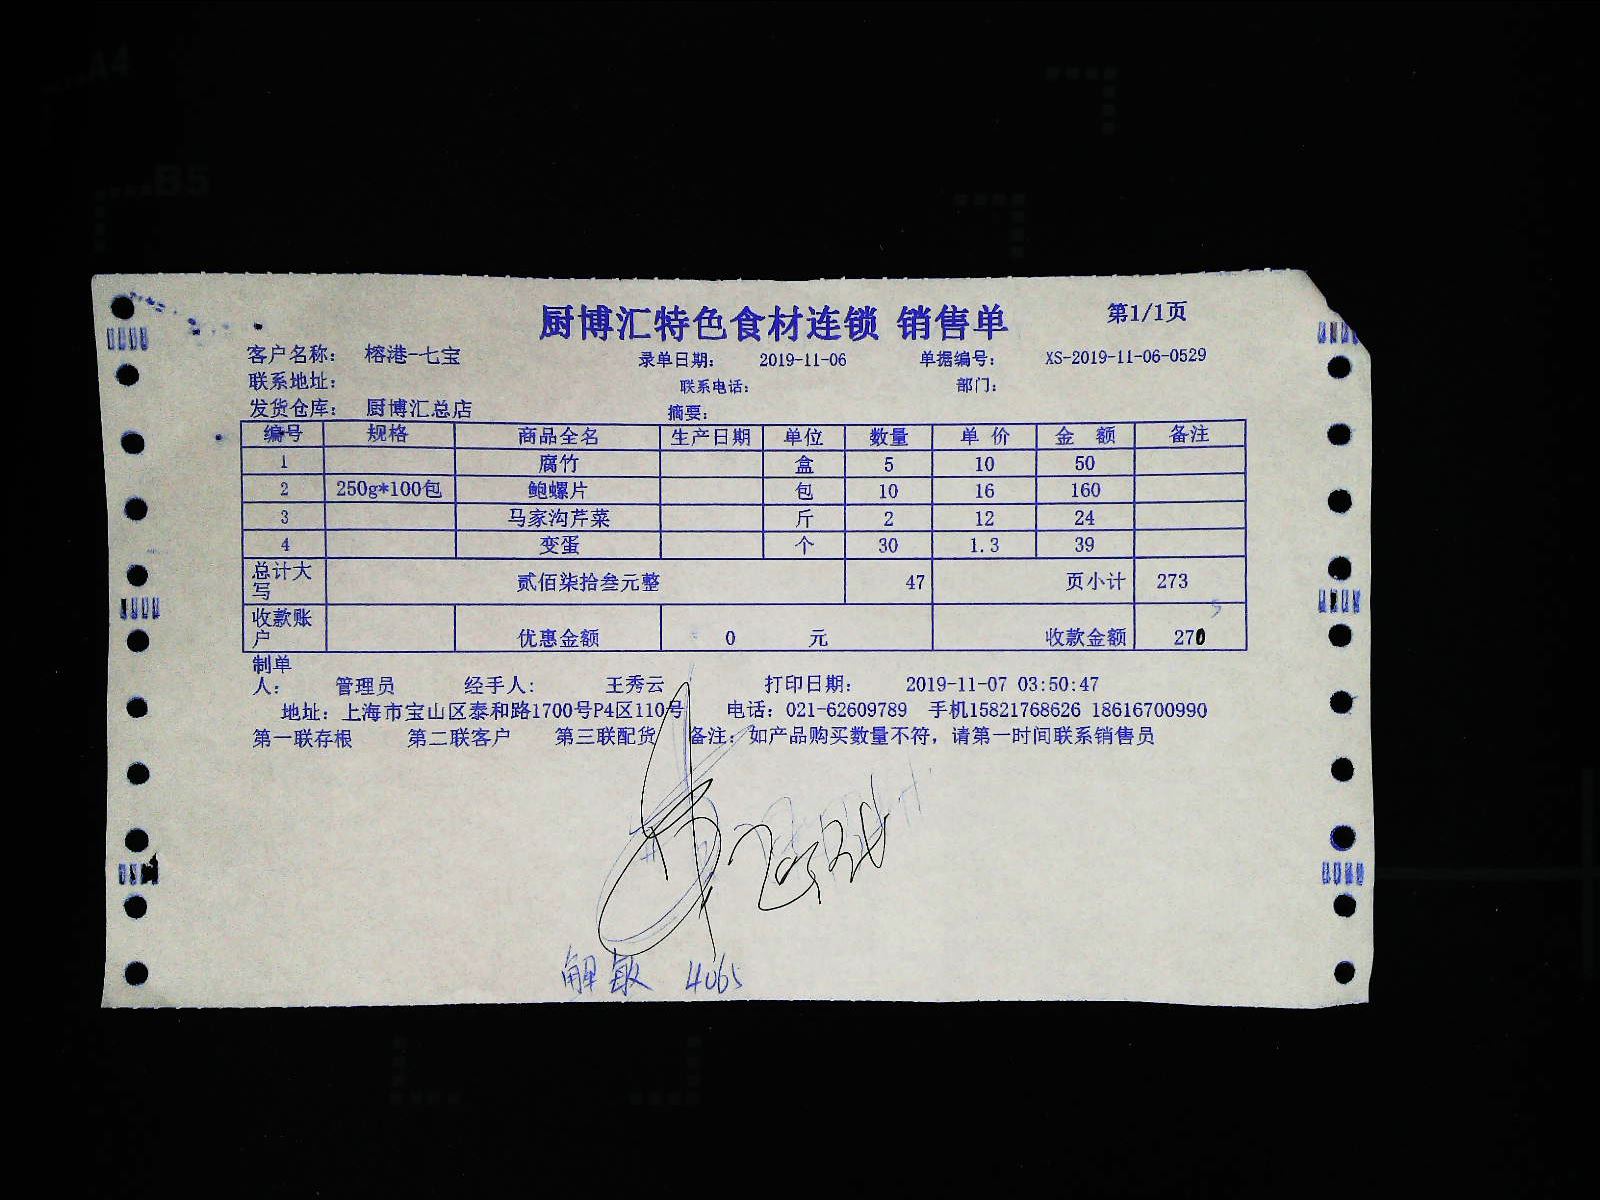 厨博汇特色食材连锁 销售单 第1/1页
客户名称： 榕港-七宝 录单日期： 2019-11-06 单据编号： XS-2019-11-06-0529
联系地址： 联系电话： 部门：
发货仓库： 厨博汇总店 摘要：
编号 规格 商品全名 生产日期 单位 数量 单 价 金 额 备注
1 腐竹 盒 5 10 50
2 250g*100包 鲍螺片 包 10 16 160
3 马家沟芹菜 斤 2 12 24
4 变蛋 个 30 1.3 39
总计大写 贰佰柒拾叁元整 47 页小计 273
收款账户 优惠金额 0 元 收款金额 270
制单人： 管理员 经手人： 王秀云 打印日期： 2019-11-07 03:50:47
地址：上海市宝山区泰和路1700号P4区110号 电话：021-62609789 手机15821768626 18616700990
第一联存根 第二联客户 第三联配货 备注：如产品购买数量不符，请第一时间联系销售员
解敏 4065